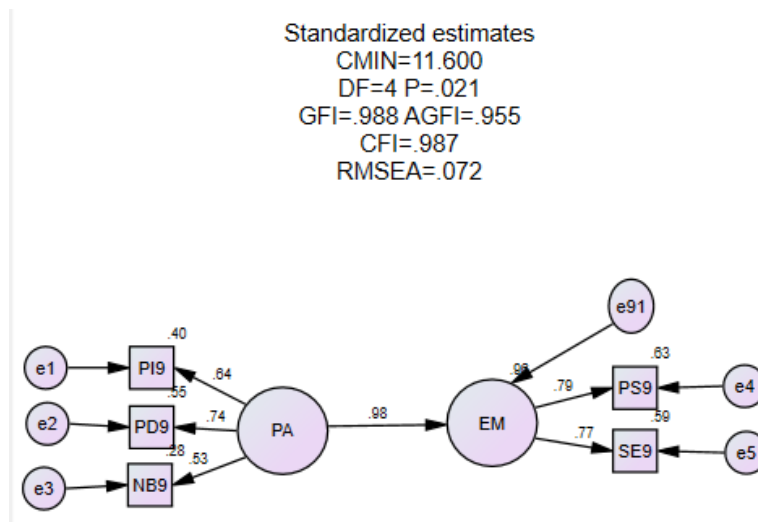 Standardized estimates
CMIN=11.600
DF=4 P=.021
GFI=.988 AGFI=.955
CFI=.987
RMSEA=.072
e91
.40
.63
e1
PI9
.64
.79
PS9
e4
.55
e2
PD9
.74
PA
.98
EM
.59
.28
.53
.77
SE9
e5
e3
NB9